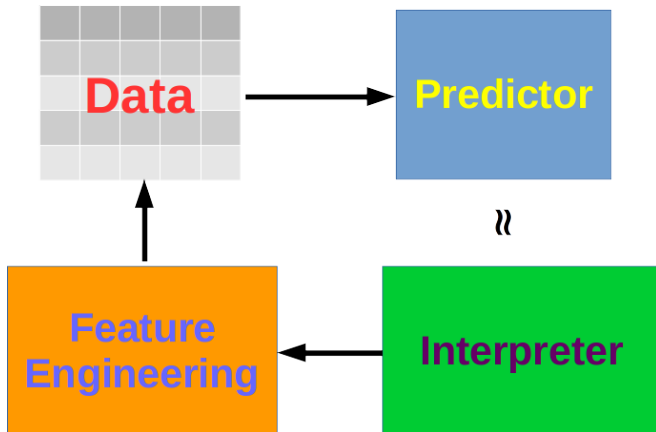 Data
Predictor
≈
Feature
Engineering
Interpreter